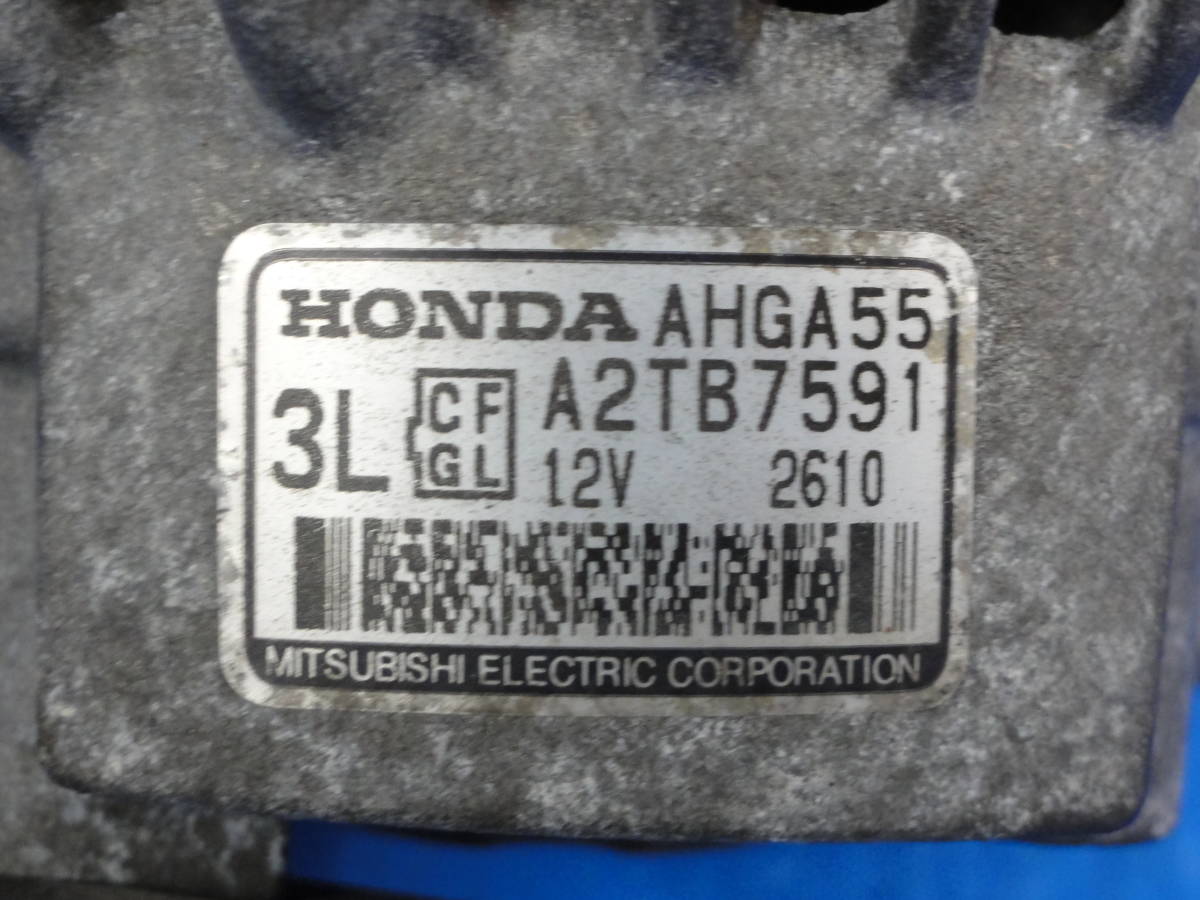 HONDA AHGA55
3L CF A2TB7591
GL 12V 2610
MITSUBISHI ELECTRIC CORPORATION